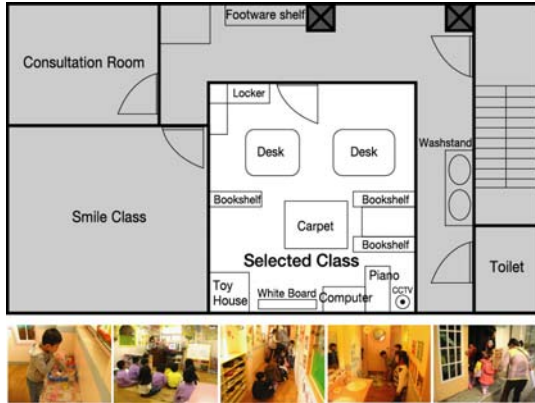 Footware shelf
Consultation Room
Locker
Desk
Desk
Washstand
Bookshelf
Bookshelf
Smile Class
Carpet
Bookshelf
Selected Class
Toilet
Piano
Toy
House
White Board
Computer
CCTV